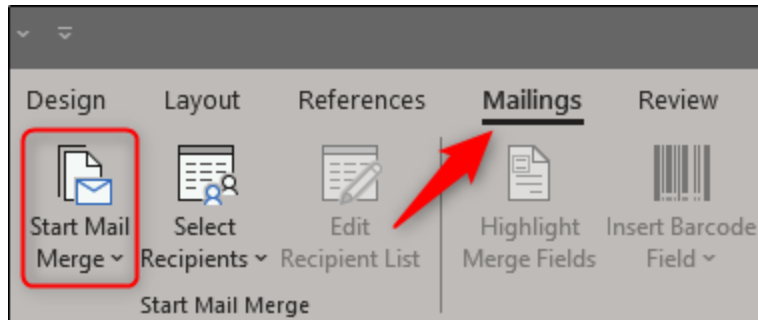 Design Layout References Mailings Review
Start Mail Select Edit Highlight Insert Barcode
Merge Recipients Recipient List Merge Fields Field
Start Mail Merge